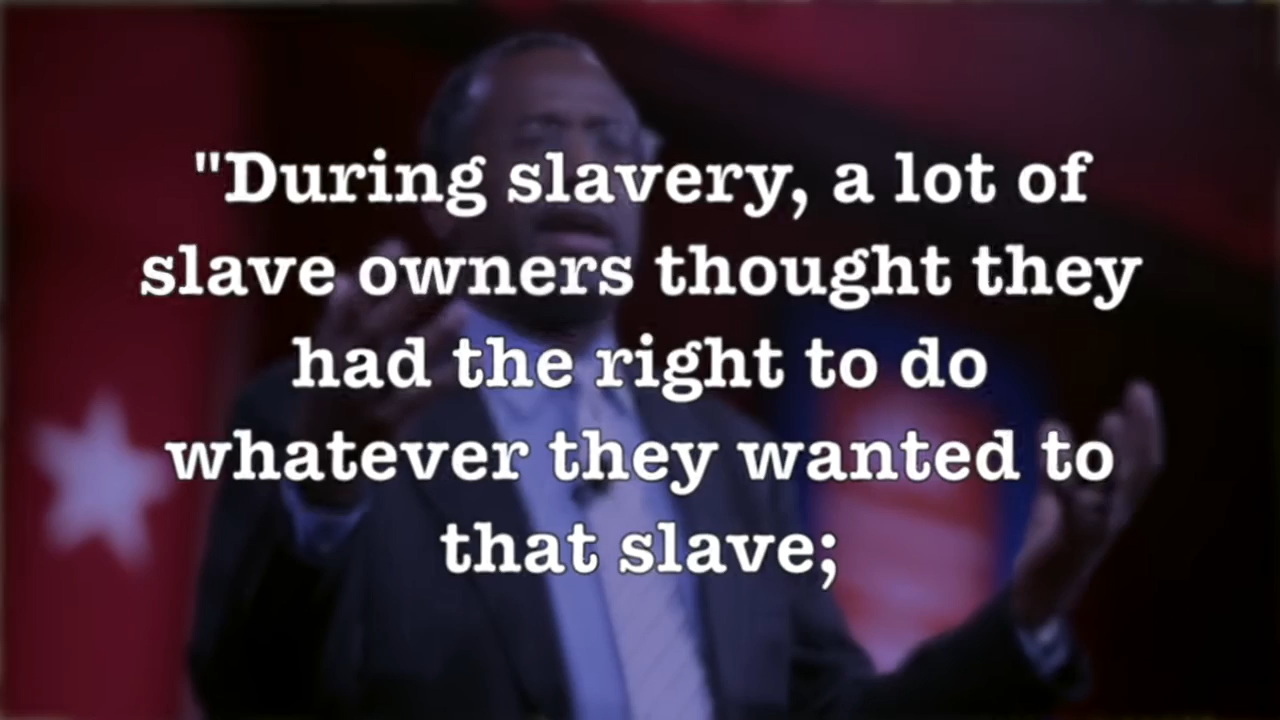 "During slavery, a lot of
slave owners thought they
had the right to do
whatever they wanted to
that slave;